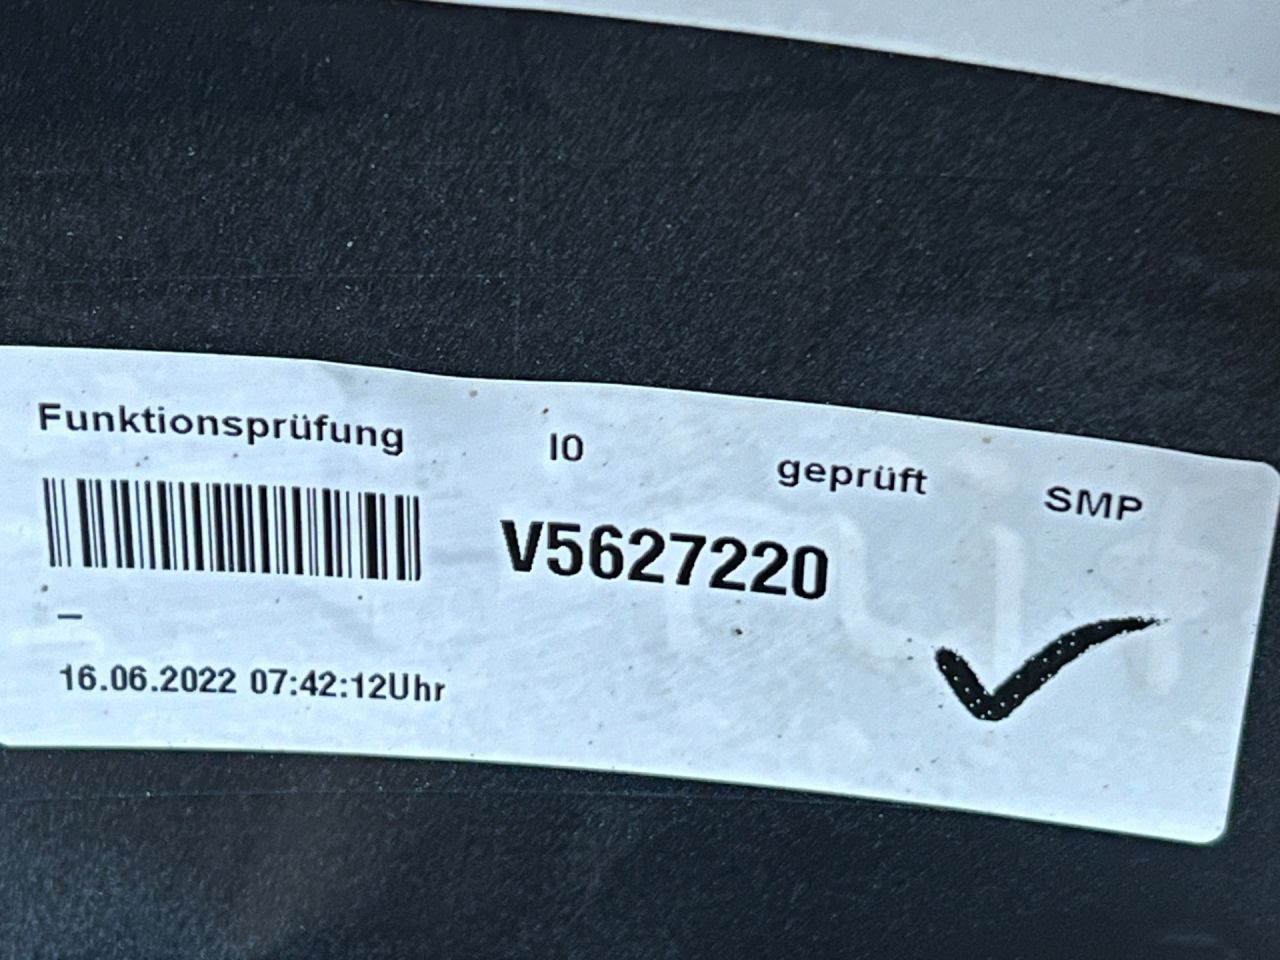 Funktionsprüfung IO geprüft SMP
V5627220
–
16.06.2022 07:42:12Uhr